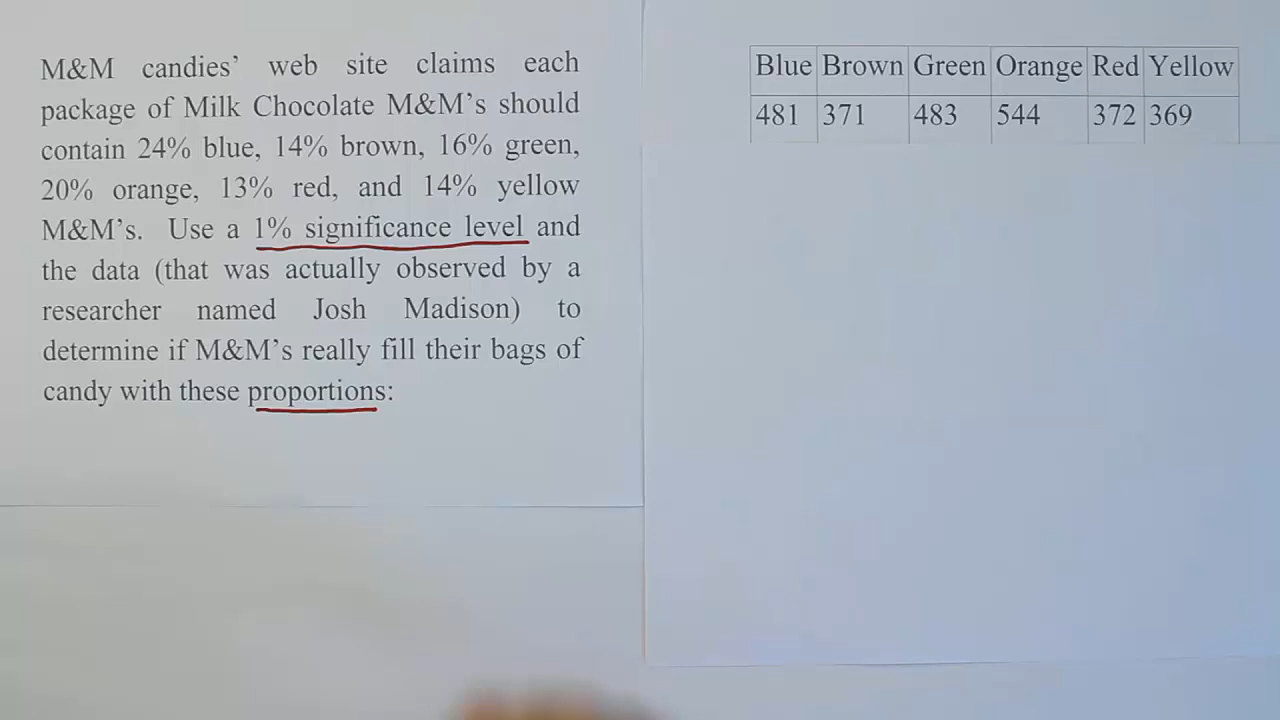 M&M candies’ web site claims each
package of Milk Chocolate M&M’s should
contain 24% blue, 14% brown, 16% green,
20% orange, 13% red, and 14% yellow
M&M’s. Use a 1% significance level and
the data (that was actually observed by a
researcher named Josh Madison) to
determine if M&M’s really fill their bags of
candy with these proportions:
Blue Brown Green Orange Red Yellow
481 371 483 544 372 369